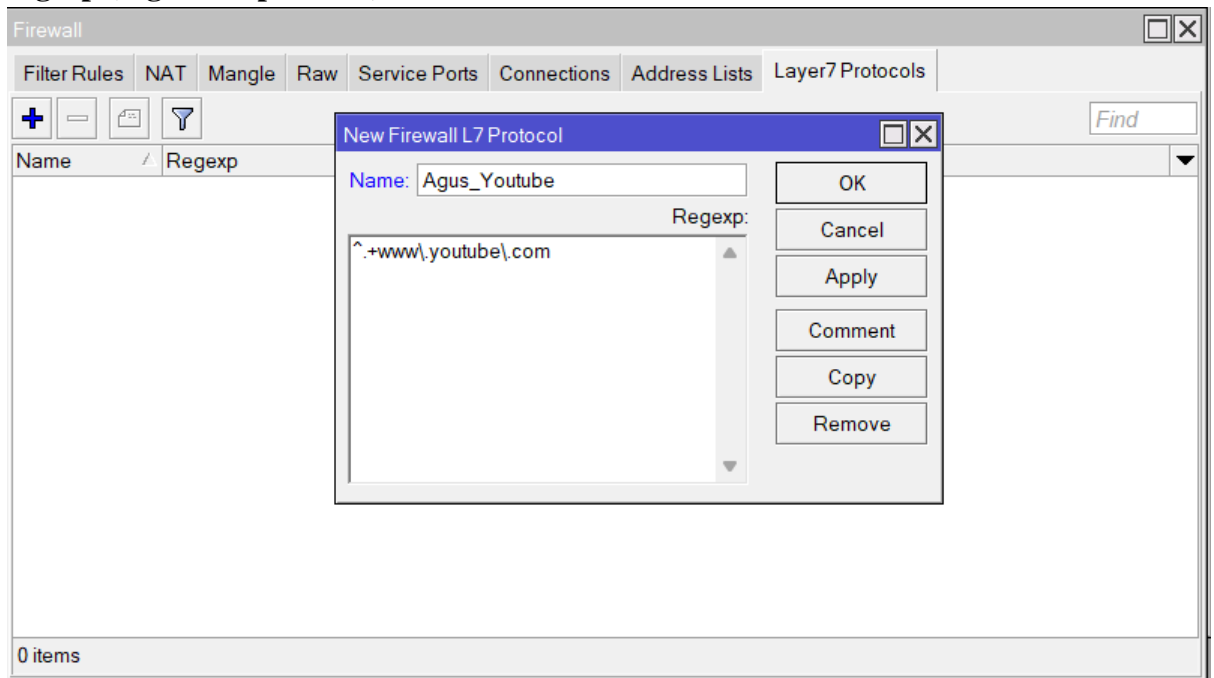 Firewall
Filter Rules NAT Mangle Raw Service Ports Connections Address Lists Layer7 Protocols
Find
Name Regexp
New Firewall L7 Protocol
Name: Agus_Youtube
Regexp:
^.+www\.youtube\.com
OK
Cancel
Apply
Comment
Copy
Remove
0 items